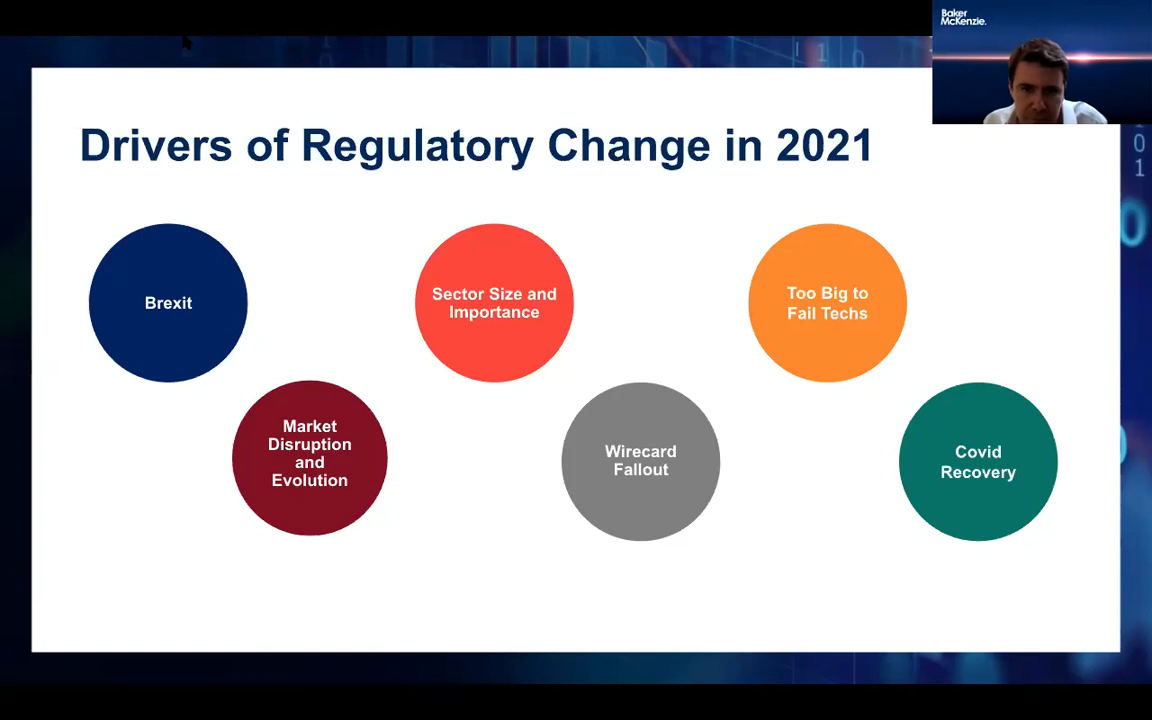 Baker
McKenzie.
Drivers of Regulatory Change in 2021
Brexit
Sector Size and
Importance
Too Big to
Fail Techs
Market
Disruption
and
Evolution
Wirecard
Fallout
Covid
Recovery